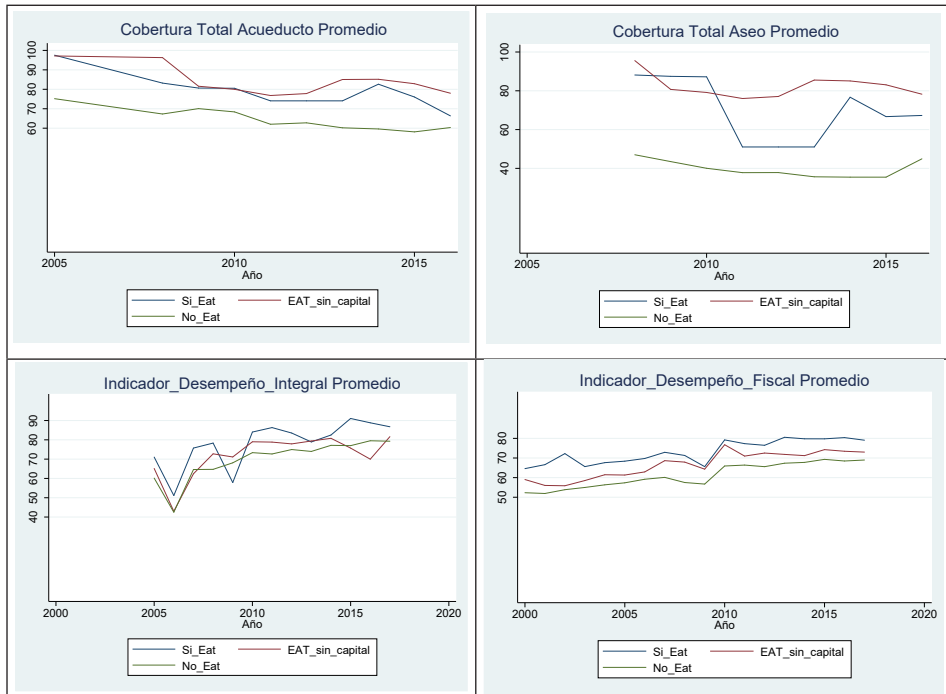 Cobertura Total Acueducto Promedio
100
90
80
70
60
2005
2010
2015
Año
Si_Eat
EAT_sin_capital
No_Eat
Cobertura Total Aseo Promedio
100
80
60
40
2005
2010
2015
Año
Si_Eat
EAT_sin_capital
No_Eat
Indicador_Desempeño_Integral Promedio
90
80
70
60
50
40
2000
2005
2010
2015
2020
Año
Si_Eat
EAT_sin_capital
No_Eat
Indicador_Desempeño_Fiscal Promedio
80
70
60
50
2000
2005
2010
2015
2020
Año
Si_Eat
EAT_sin_capital
No_Eat